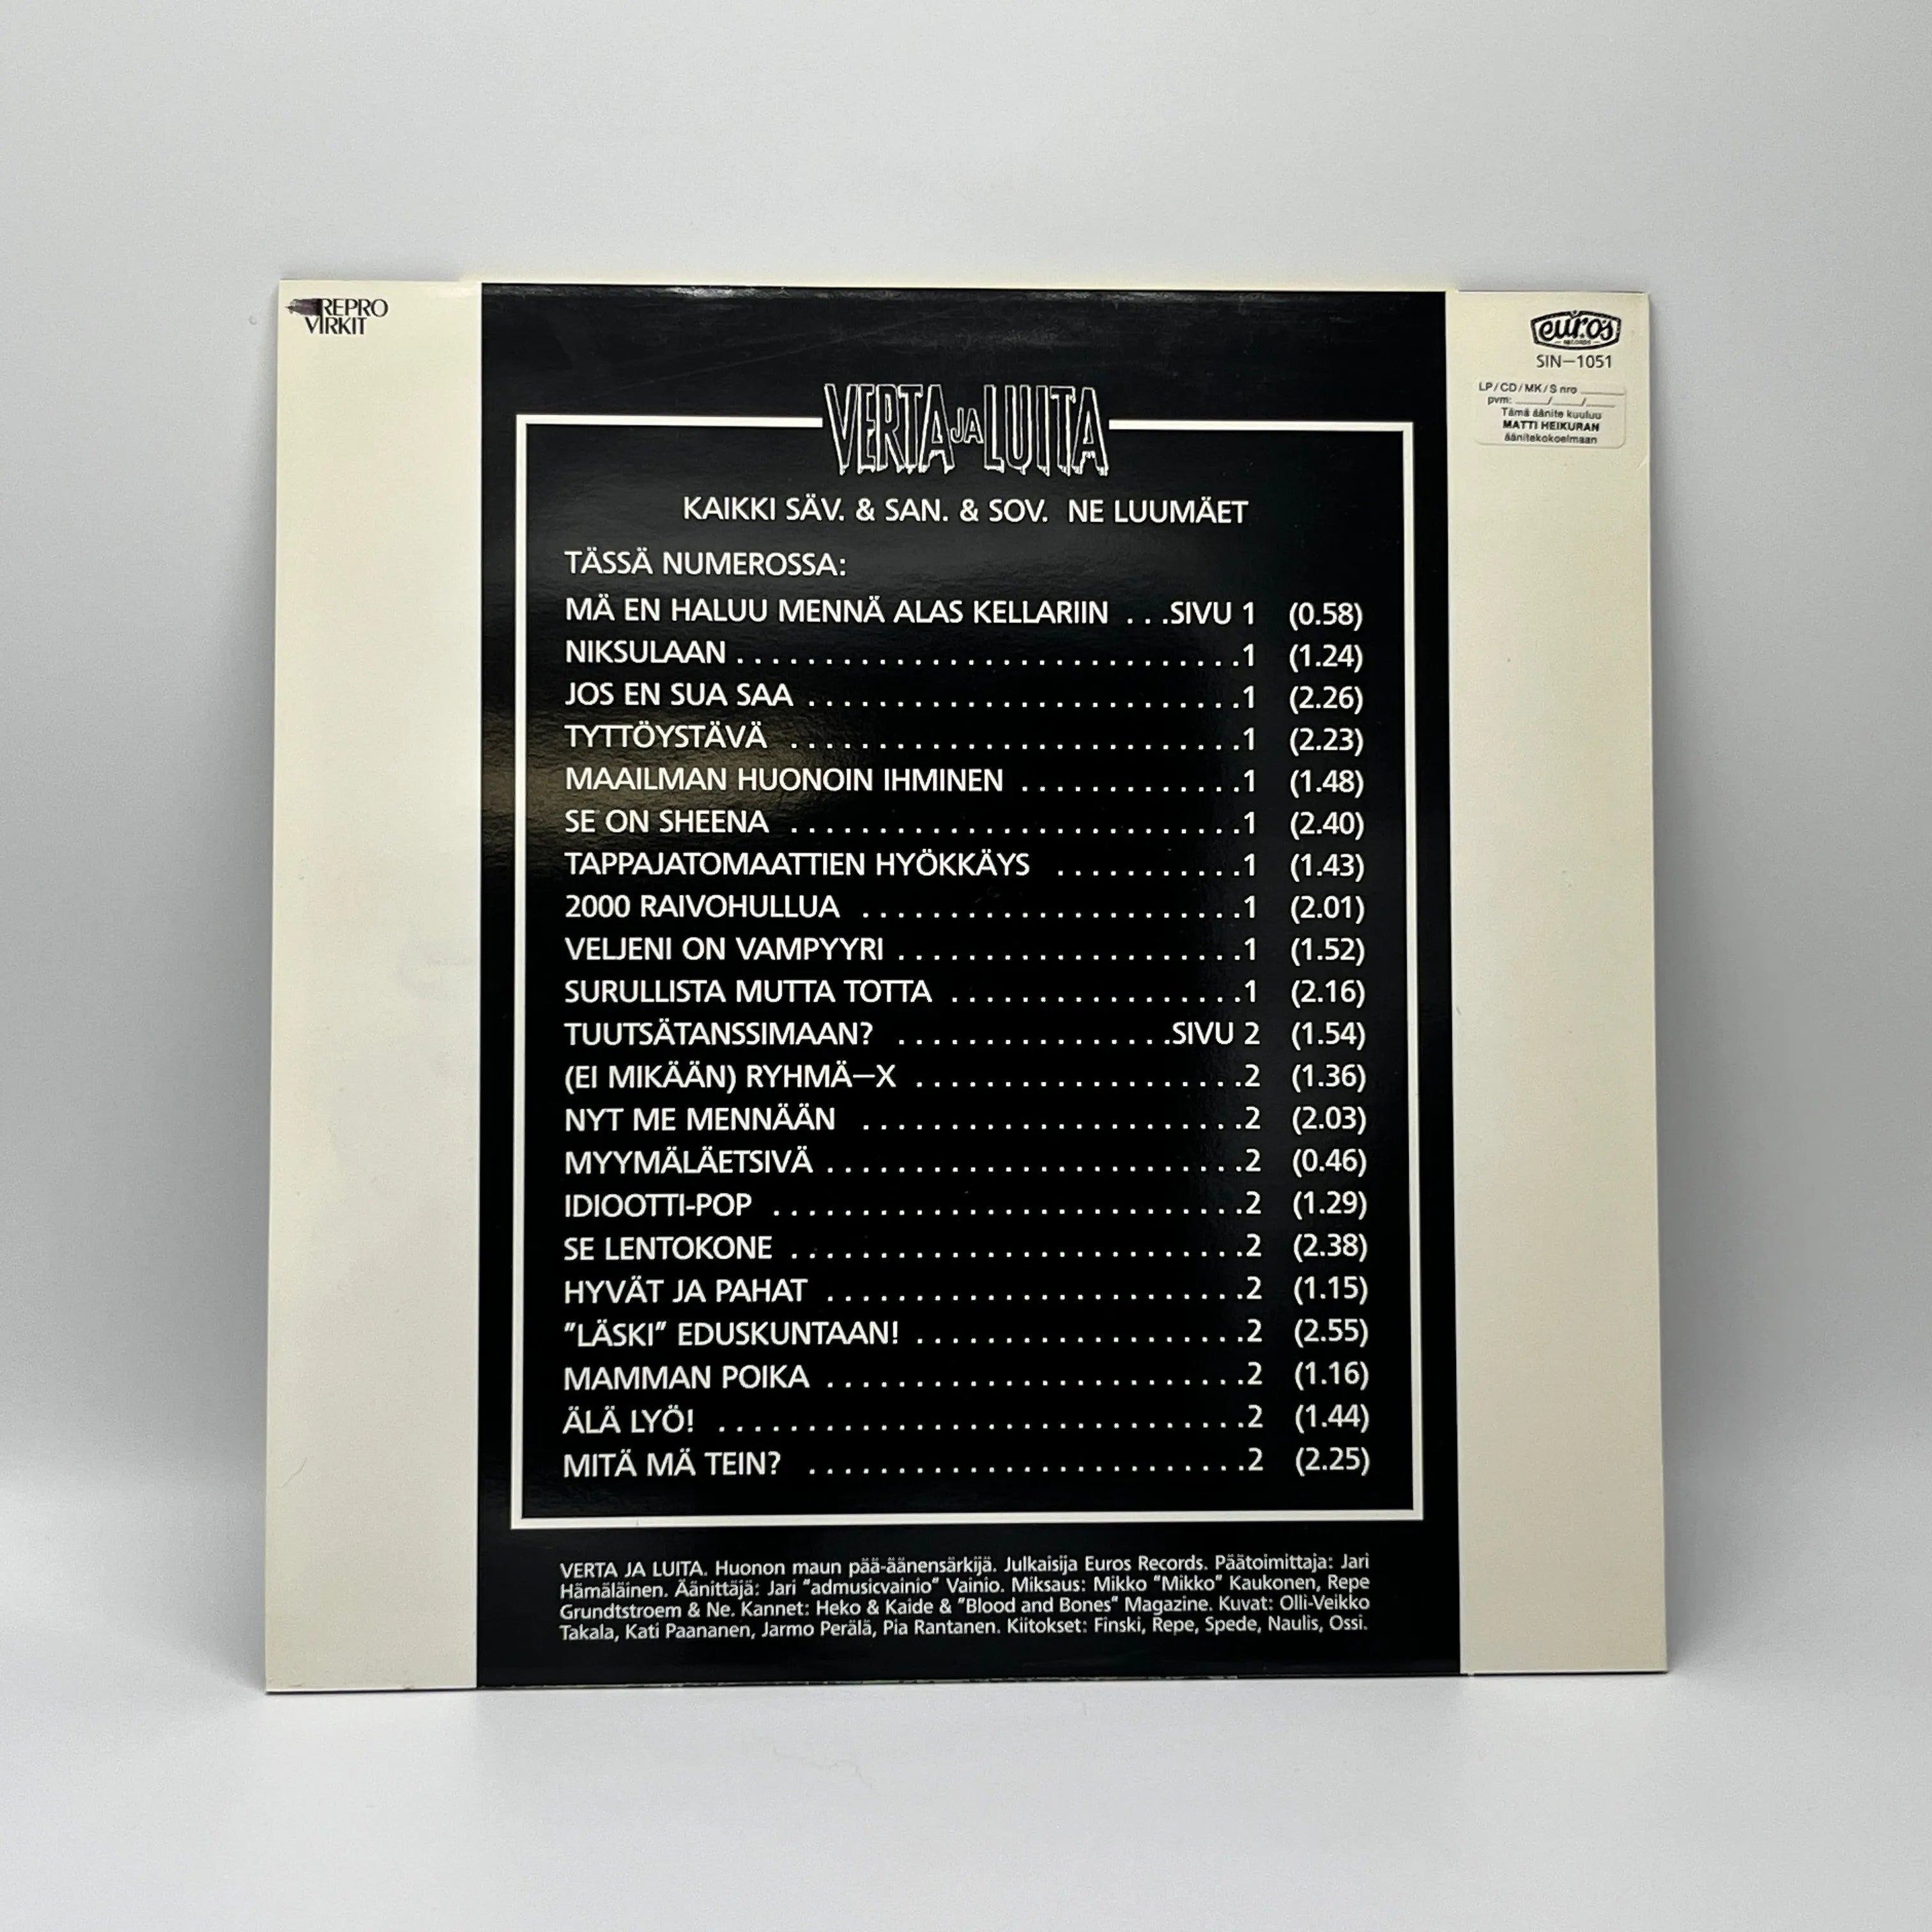 REPRO
VIRKIT
euros
RECORDS
SIN—1051
LP/CD/MK/S nro ______
pvm: ____/____/____
Tämä äänite kuuluu
MATTI HEIKURAN
äänitekokoelmaan
VERTA JA LUITA
KAIKKI SÄV. & SAN. & SOV. NE LUUMÄET
TÄSSÄ NUMEROSSA:
MÄ EN HALUU MENNÄ ALAS KELLARIIN . . .SIVU 1 (0.58)
NIKSULAAN . . . . . . . . . . . . . . . . . . . . . . . . . . . . .1 (1.24)
JOS EN SUA SAA . . . . . . . . . . . . . . . . . . . . . . . . .1 (2.26)
TYTTÖYSTÄVÄ . . . . . . . . . . . . . . . . . . . . . . . . . .1 (2.23)
MAAILMAN HUONOIN IHMINEN . . . . . . . . . . . . .1 (1.48)
SE ON SHEENA . . . . . . . . . . . . . . . . . . . . . . . . . .1 (2.40)
TAPPAJATOMAATTIEN HYÖKKÄYS . . . . . . . . . . .1 (1.43)
2000 RAIVOHULLUA . . . . . . . . . . . . . . . . . . . . . .1 (2.01)
VELJENI ON VAMPYYRI . . . . . . . . . . . . . . . . . . . .1 (1.52)
SURULLISTA MUTTA TOTTA . . . . . . . . . . . . . . . . .1 (2.16)
TUUTSÄTANSSIMAAN? . . . . . . . . . . . . . . . .SIVU 2 (1.54)
(EI MIKÄÄN) RYHMÄ—X . . . . . . . . . . . . . . . . . . .2 (1.36)
NYT ME MENNÄÄN . . . . . . . . . . . . . . . . . . . . . .2 (2.03)
MYYMÄLÄETSIVÄ . . . . . . . . . . . . . . . . . . . . . . . .2 (0.46)
IDIOOTTI-POP . . . . . . . . . . . . . . . . . . . . . . . . . . .2 (1.29)
SE LENTOKONE . . . . . . . . . . . . . . . . . . . . . . . . . .2 (2.38)
HYVÄT JA PAHAT . . . . . . . . . . . . . . . . . . . . . . . .2 (1.15)
"LÄSKI" EDUSKUNTAAN! . . . . . . . . . . . . . . . . . . .2 (2.55)
MAMMAN POIKA . . . . . . . . . . . . . . . . . . . . . . . .2 (1.16)
ÄLÄ LYÖ! . . . . . . . . . . . . . . . . . . . . . . . . . . . . . .2 (1.44)
MITÄ MÄ TEIN? . . . . . . . . . . . . . . . . . . . . . . . . .2 (2.25)
VERTA JA LUITA. Huonon maun pää-äänensärkijä. Julkaisija Euros Records. Päätoimittaja: Jari
Hämäläinen. Äänittäjä: Jari "admusicvainio" Vainio. Miksaus: Mikko "Mikko" Kaukonen, Repe
Grundtstroem & Ne. Kannet: Heko & Kaide & "Blood and Bones" Magazine. Kuvat: Olli-Veikko
Takala, Kati Paananen, Jarmo Perälä, Pia Rantanen. Kiitokset: Finski, Repe, Spede, Naulis, Ossi.